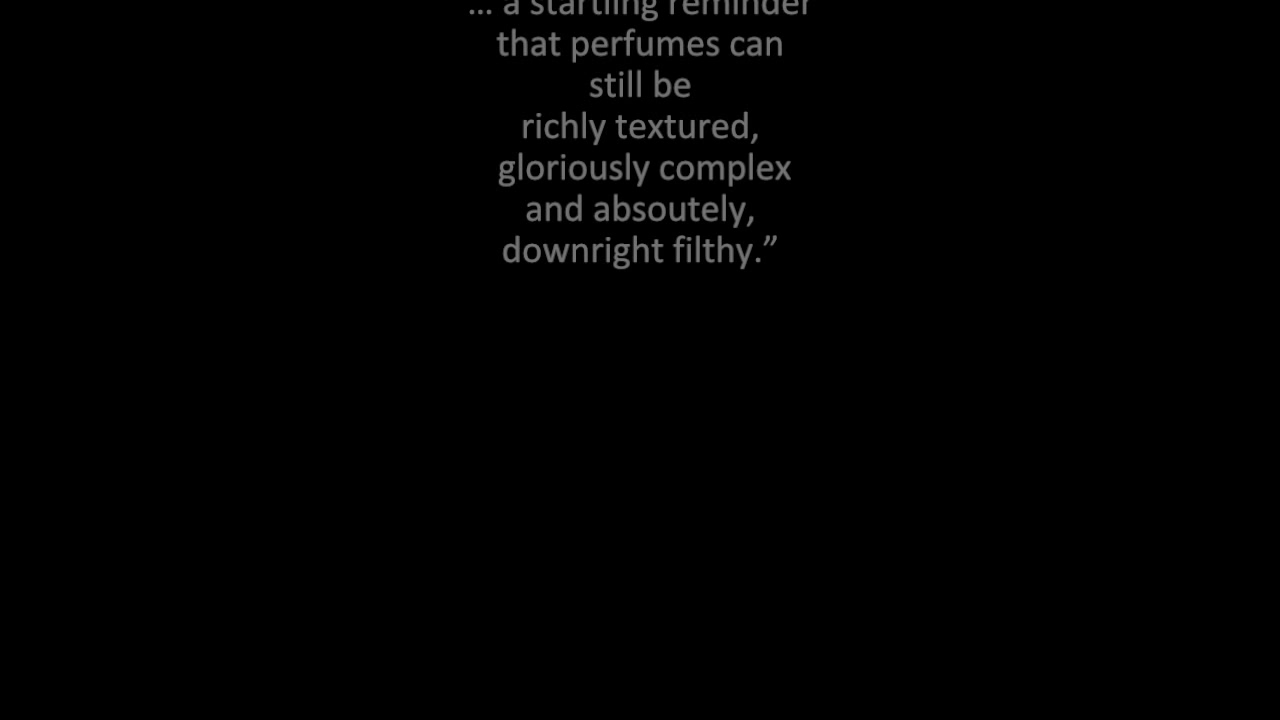 … a startling reminder
that perfumes can
still be
richly textured,
gloriously complex
and absoutely,
downright filthy.”